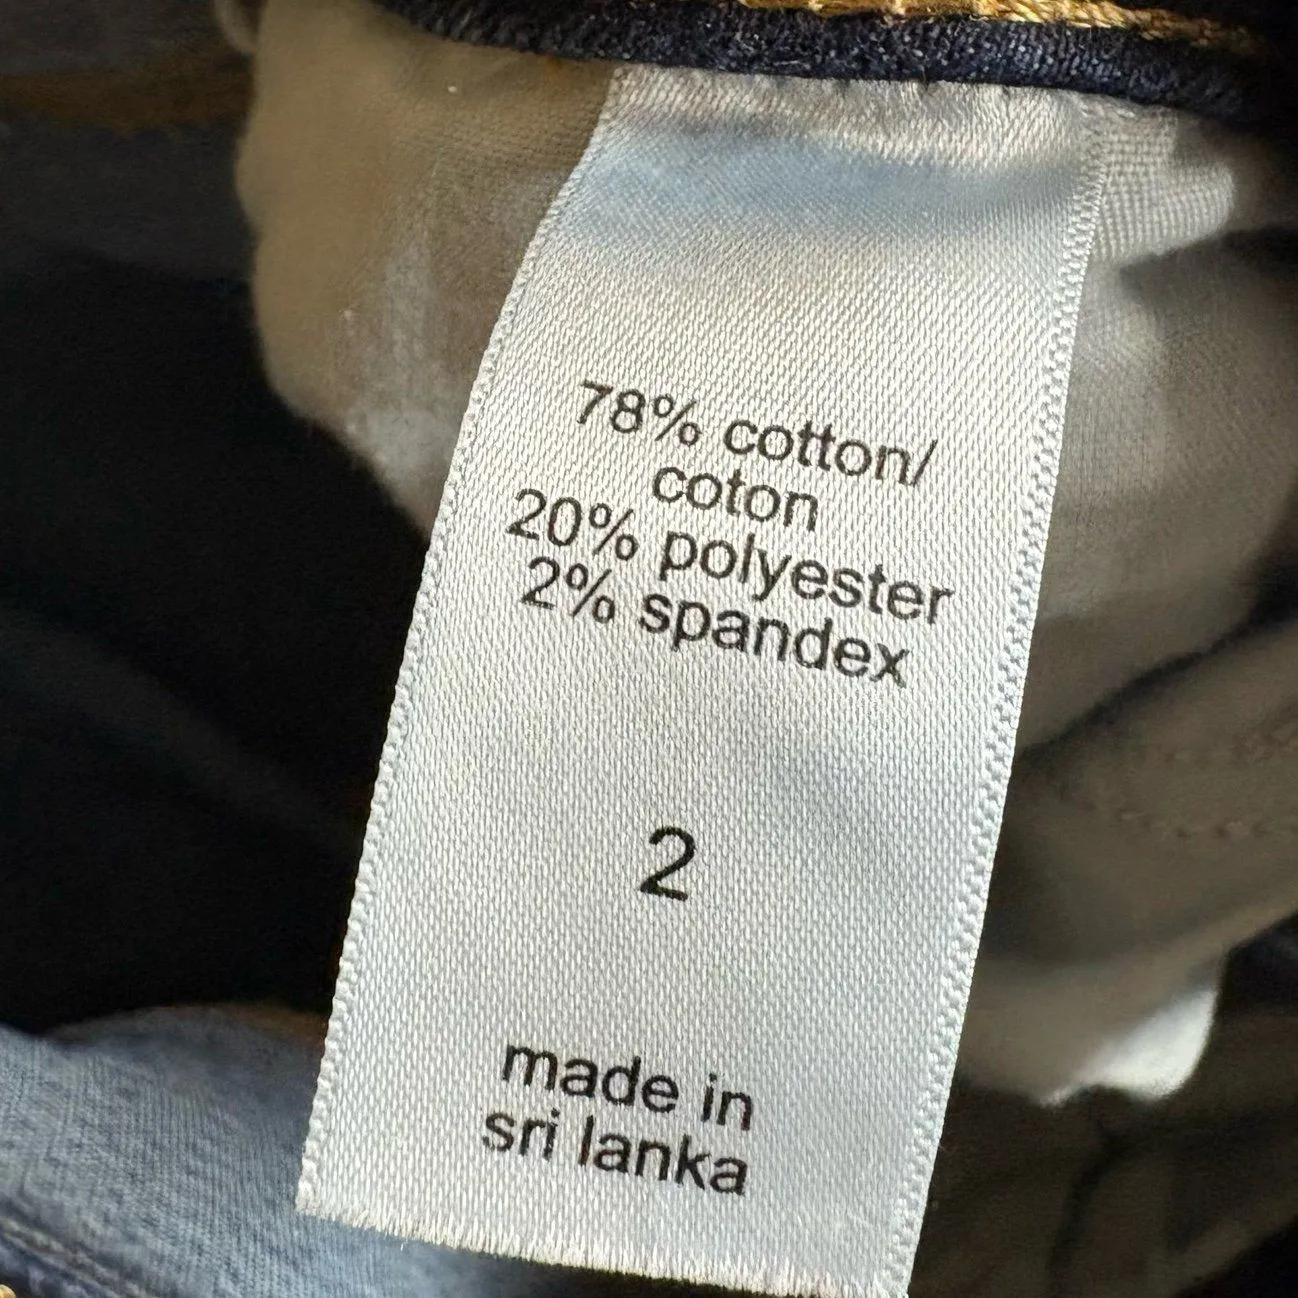 78% cotton/
coton
20% polyester
2% spandex
2
made in
sri lanka